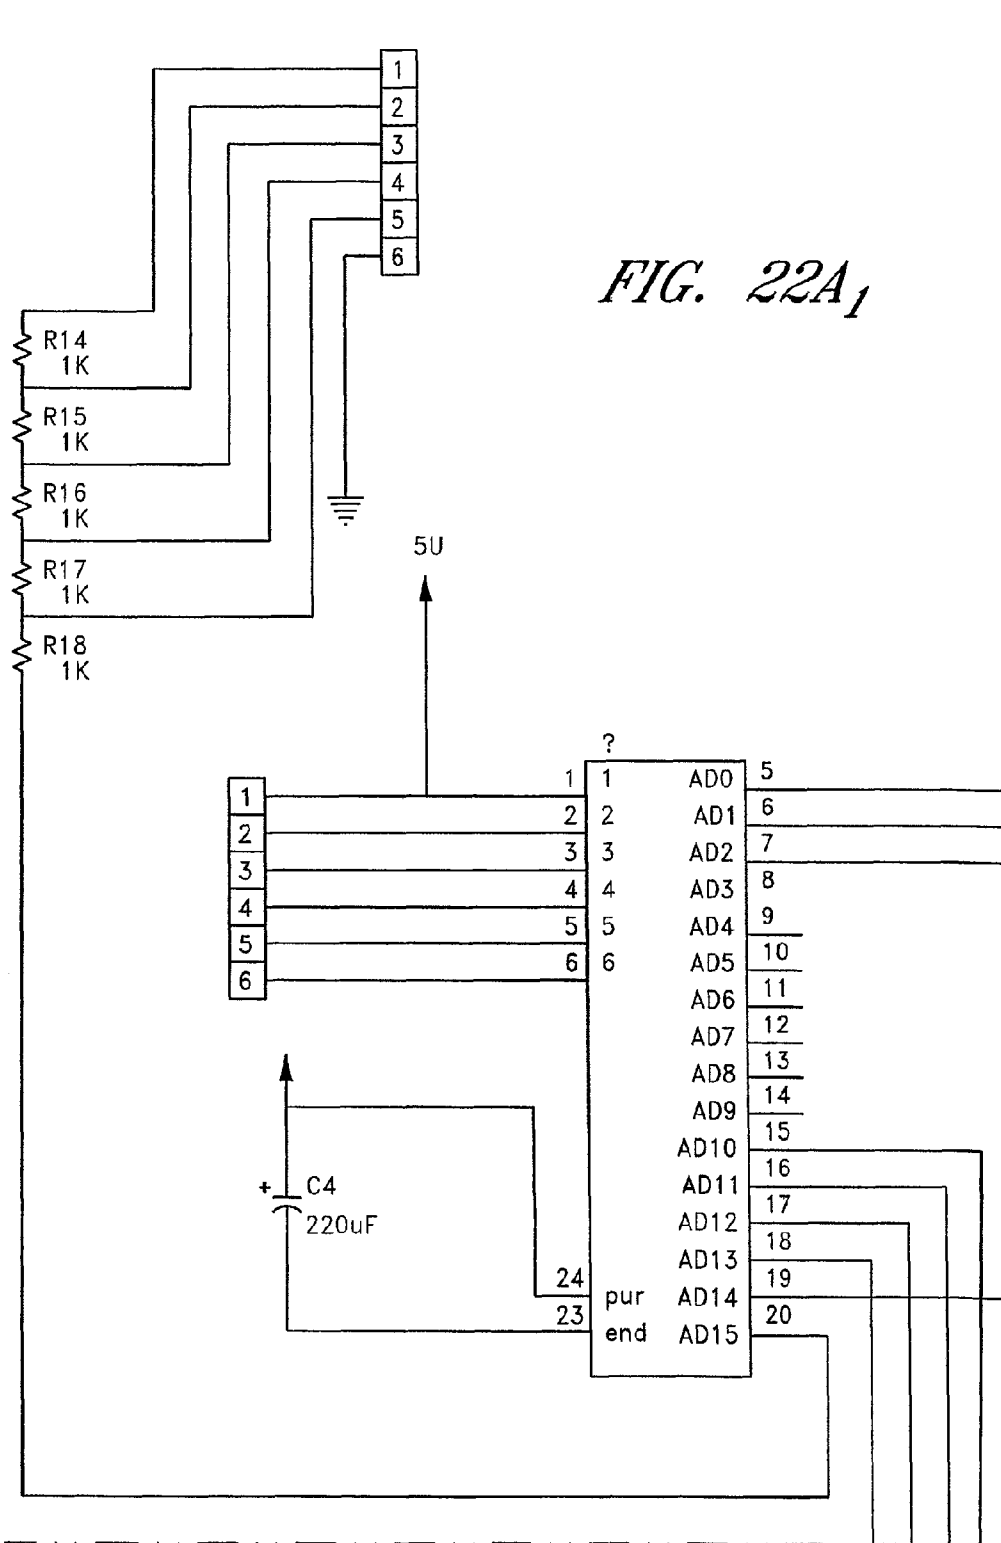 1
2
3
4
5
6
FIG. 22A1
R14
1K
R15
1K
R16
1K
R17
1K
R18
1K
5U
?
1
2
3
4
5
6
1 1 AD0 5
2 2 AD1 6
3 3 AD2 7
4 4 AD3 8
5 5 AD4 9
6 6 AD5 10
AD6 11
AD7 12
AD8 13
AD9 14
AD10 15
AD11 16
AD12 17
AD13 18
24 pur AD14 19
23 end AD15 20
+ C4
220uF